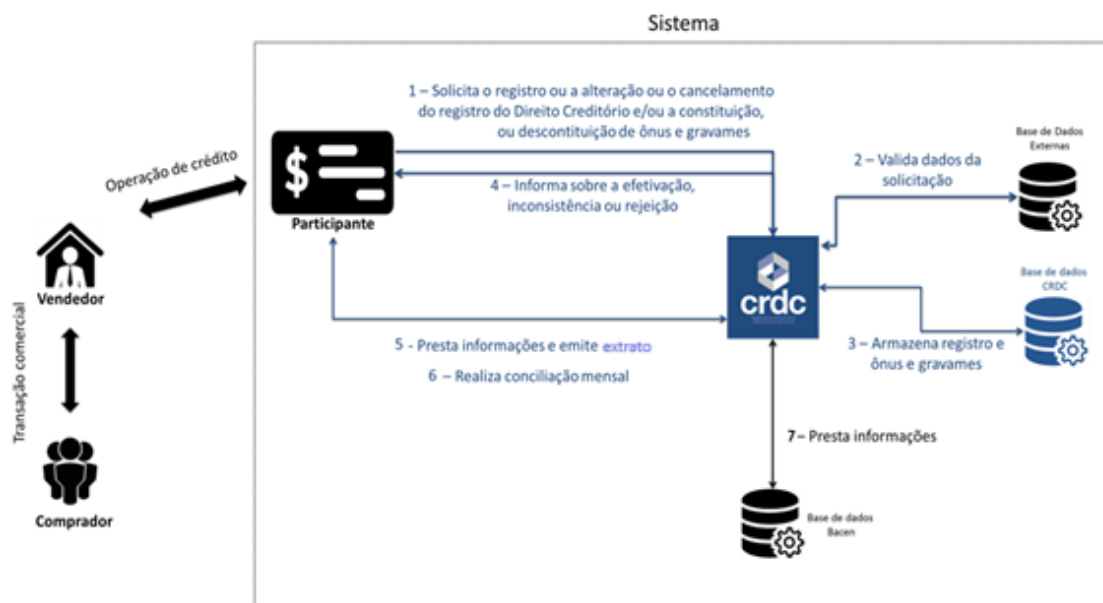 Sistema
1 – Solicita o registro ou a alteração ou o cancelamento
do registro do Direito Creditório e/ou a constituição,
ou descontituição de ônus e gravames
Base de Dados
Externas
Operação de crédito
2 – Valida dados da
solicitação
$
4 – Informa sobre a efetivação,
inconsistência ou rejeição
Participante
crdc
Base de dados
CRDC
Vendedor
Transação comercial
5 - Presta informações e emite extrato
3 – Armazena registro e
ônus e gravames
6 – Realiza conciliação mensal
7 – Presta informações
Comprador
Base de dados
Bacen